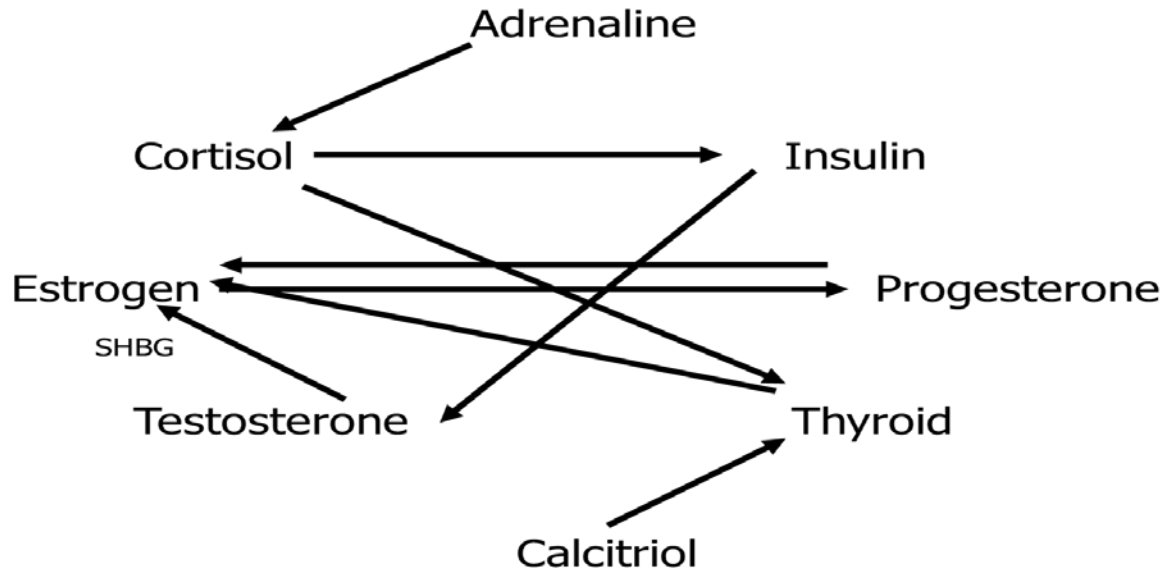 Adrenaline
Cortisol
Insulin
Estrogen
Progesterone
SHBG
Testosterone
Thyroid
Calcitriol